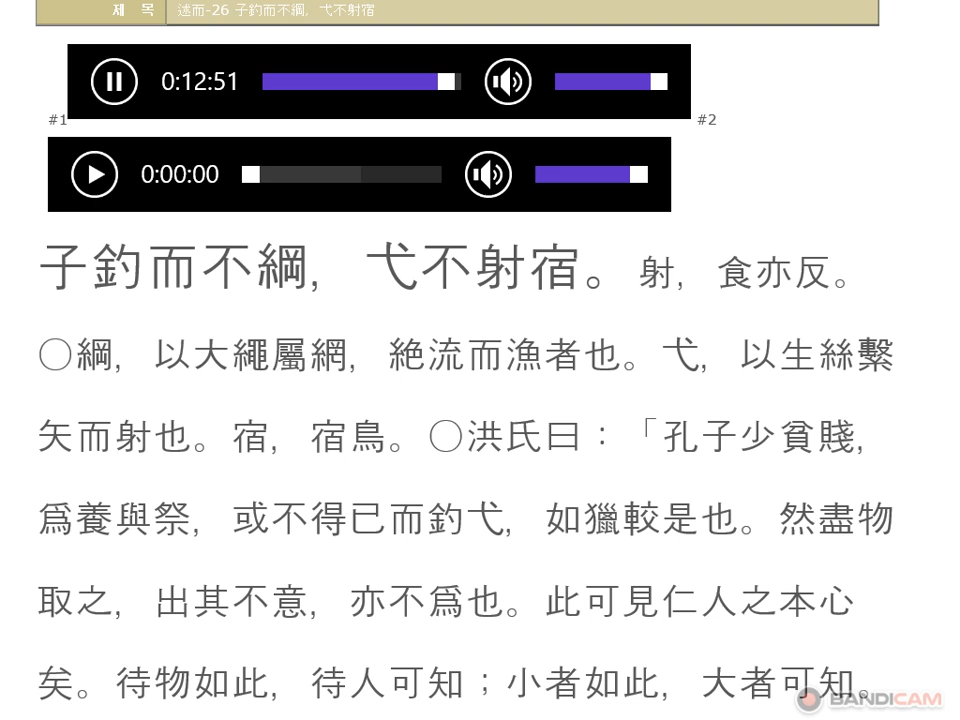 제 목 述而-26 子釣而不綱, 弋不射宿
0:12:51
#1 #2
0:00:00
子釣而不綱, 弋不射宿。射, 食亦反。
〇綱, 以大繩屬網, 絶流而漁者也。弋, 以生絲繫
矢而射也。宿, 宿鳥。〇洪氏曰：「孔子少貧賤,
爲養與祭, 或不得已而釣弋, 如獵較是也。然盡物
取之, 出其不意, 亦不爲也。此可見仁人之本心
矣。待物如此, 待人可知；小者如此, 大者可知。
BANDICAM